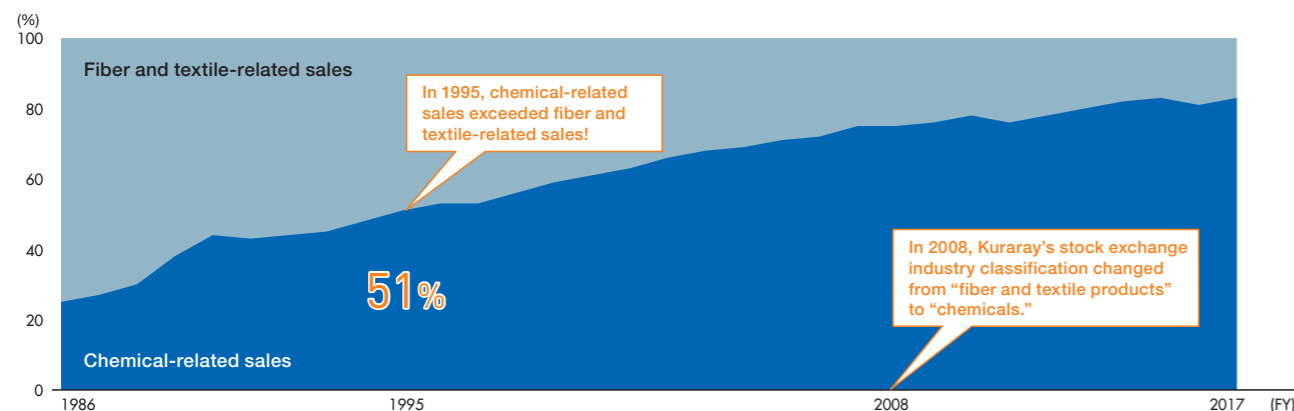 (%)
100
Fiber and textile-related sales
In 1995, chemical-related
sales exceeded fiber and
textile-related sales!
80
60
40
In 2008, Kuraray’s stock exchange
industry classification changed
from “fiber and textile products”
to “chemicals.”
51%
20
Chemical-related sales
0
1986
1995
2008
2017
(FY)